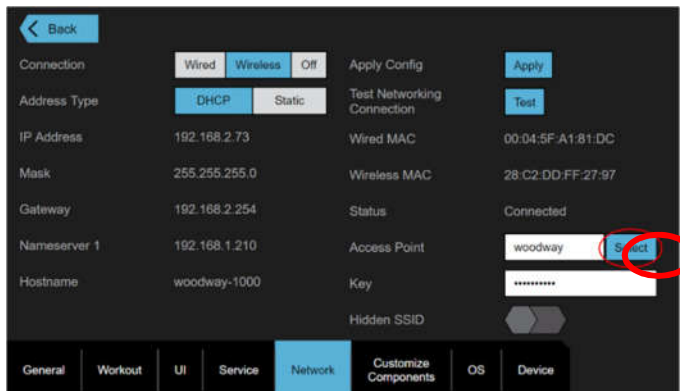 Back
Connection Wired Wireless Off Apply Config Apply
Address Type DHCP Static Test Networking Connection Test
IP Address 192.168.2.73 Wired MAC 00:04:5F:A1:81:DC
Mask 255.255.255.0 Wireless MAC 28:C2:DD:FF:27:97
Gateway 192.168.2.254 Status Connected
Nameserver 1 192.168.1.210 Access Point woodway Select
Hostname woodway-1000 Key ••••••••••
Hidden SSID
General Workout UI Service Network Customize Components OS Device